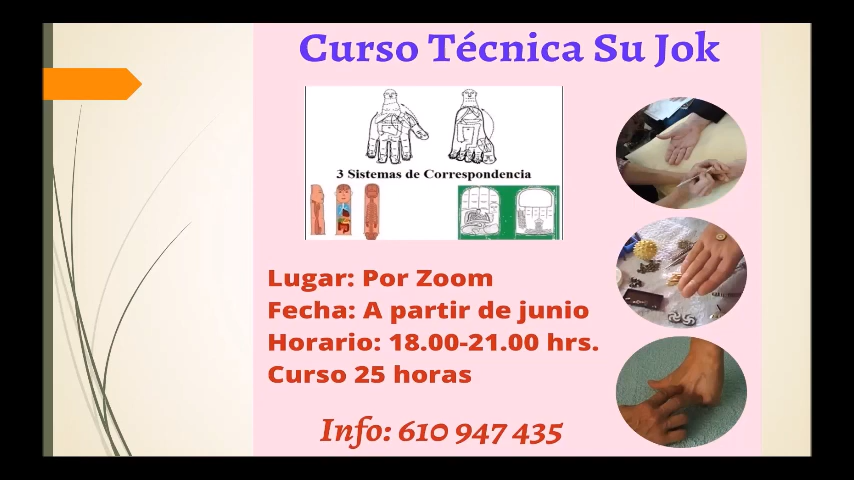 Curso Técnica Su Jok
3 Sistemas de Correspondencia
Lugar: Por Zoom
Fecha: A partir de junio
Horario: 18.00-21.00 hrs.
Curso 25 horas
Info: 610 947 435